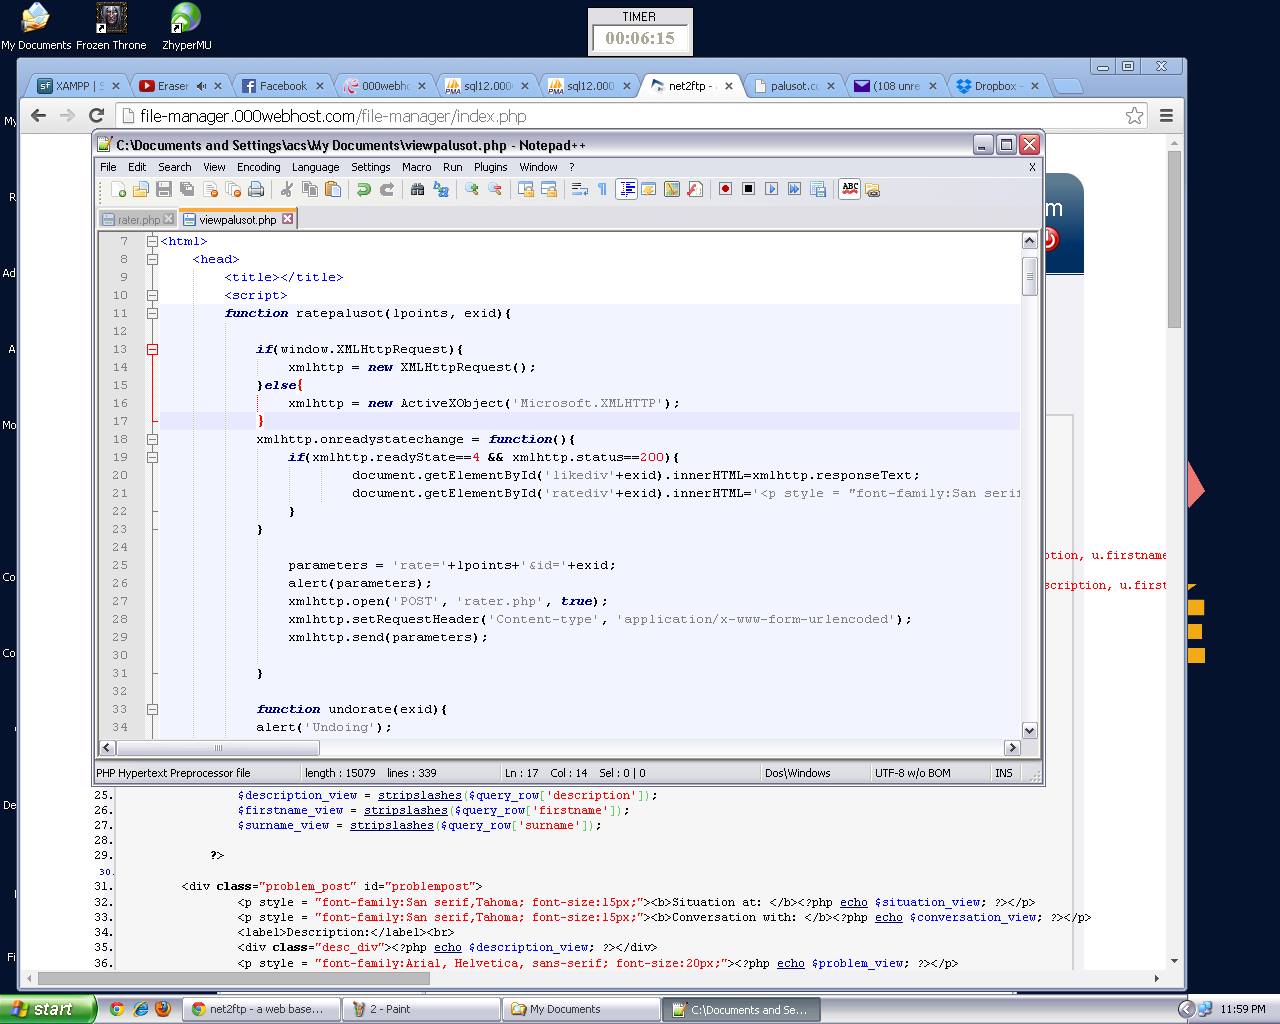 My Documents
Frozen Throne
ZhyperMU
TIMER
00:06:15
XAMPP | S
Eraser
Facebook
000webho
sql12.000
sql12.000
net2ftp -
palusot.co
(108 unre
Dropbox -
file-manager.000webhost.com/file-manager/index.php
C:\Documents and Settings\acs\My Documents\viewpalusot.php - Notepad++
File Edit Search View Encoding Language Settings Macro Run Plugins Window ? X
rater.php
viewpalusot.php
7 <html>
8 <head>
9 <title></title>
10 <script>
11 function ratepalusot(lpoints, exid){
12
13 if(window.XMLHttpRequest){
14 xmlhttp = new XMLHttpRequest();
15 }else{
16 xmlhttp = new ActiveXObject('Microsoft.XMLHTTP');
17 }
18 xmlhttp.onreadystatechange = function(){
19 if(xmlhttp.readyState==4 && xmlhttp.status==200){
20 document.getElementById('likediv'+exid).innerHTML=xmlhttp.responseText;
21 document.getElementById('ratediv'+exid).innerHTML='<p style = "font-family:San serif
22 }
23 }
24
25 parameters = 'rate='+lpoints+'&id='+exid;
26 alert(parameters);
27 xmlhttp.open('POST', 'rater.php', true);
28 xmlhttp.setRequestHeader('Content-type', 'application/x-www-form-urlencoded');
29 xmlhttp.send(parameters);
30
31 }
32
33 function undorate(exid){
34 alert('Undoing');
m
ption, u.firstname
scription, u.first
PHP Hypertext Preprocessor file length : 15079 lines : 339 Ln : 17 Col : 14 Sel : 0 | 0 Dos\Windows UTF-8 w/o BOM INS
25. $description_view = stripslashes($query_row['description']);
26. $firstname_view = stripslashes($query_row['firstname']);
27. $surname_view = stripslashes($query_row['surname']);
28.
29. ?>
30.
31. <div class="problem_post" id="problempost">
32. <p style = "font-family:San serif,Tahoma; font-size:15px;"><b>Situation at: </b><?php echo $situation_view; ?></p>
33. <p style = "font-family:San serif,Tahoma; font-size:15px;"><b>Conversation with: </b><?php echo $conversation_view; ?></p>
34. <label>Description:</label><br>
35. <div class="desc_div"><?php echo $description_view; ?></div>
36. <p style = "font-family:Arial, Helvetica, sans-serif; font-size:20px;"><?php echo $problem_view; ?></p>
My
R
Ad
A
Mo
Co
Co
De
Fi
start
net2ftp - a web base...
2 - Paint
My Documents
C:\Documents and Se...
11:59 PM